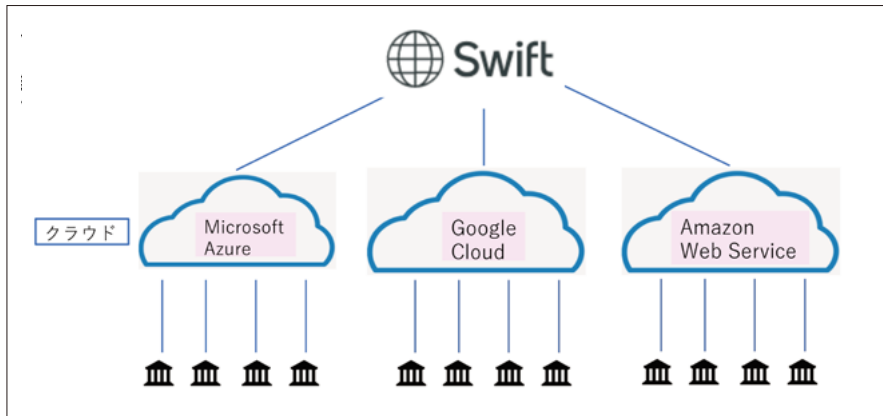 Swift
クラウド
Microsoft
Azure
Google
Cloud
Amazon
Web Service